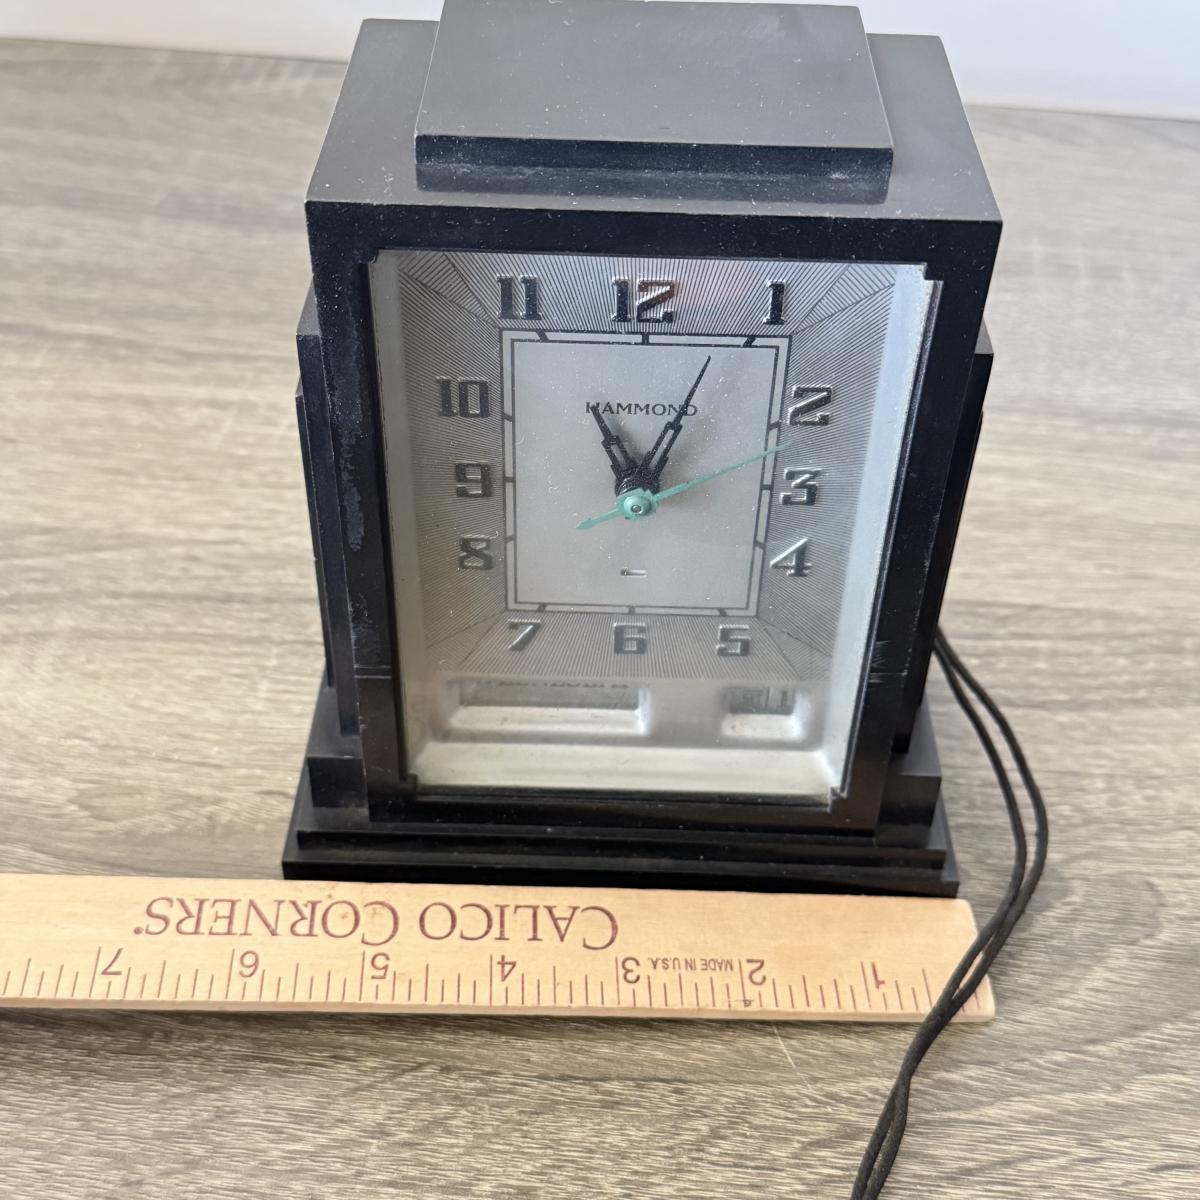 11 12 1
10 HAMMOND 2
9 3
8 4
7 6 5
CALICO CORNERS®
1 2 MADE IN U.S.A. 3 4 5 6 7